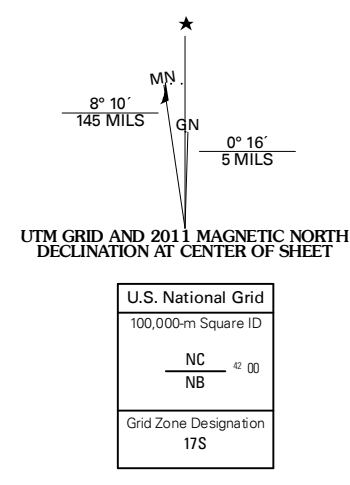 ★
MN
8° 10´
145 MILS
GN
0° 16´
5 MILS
UTM GRID AND 2011 MAGNETIC NORTH
DECLINATION AT CENTER OF SHEET
U.S. National Grid
100,000-m Square ID
NC
42 00
NB
Grid Zone Designation
17S